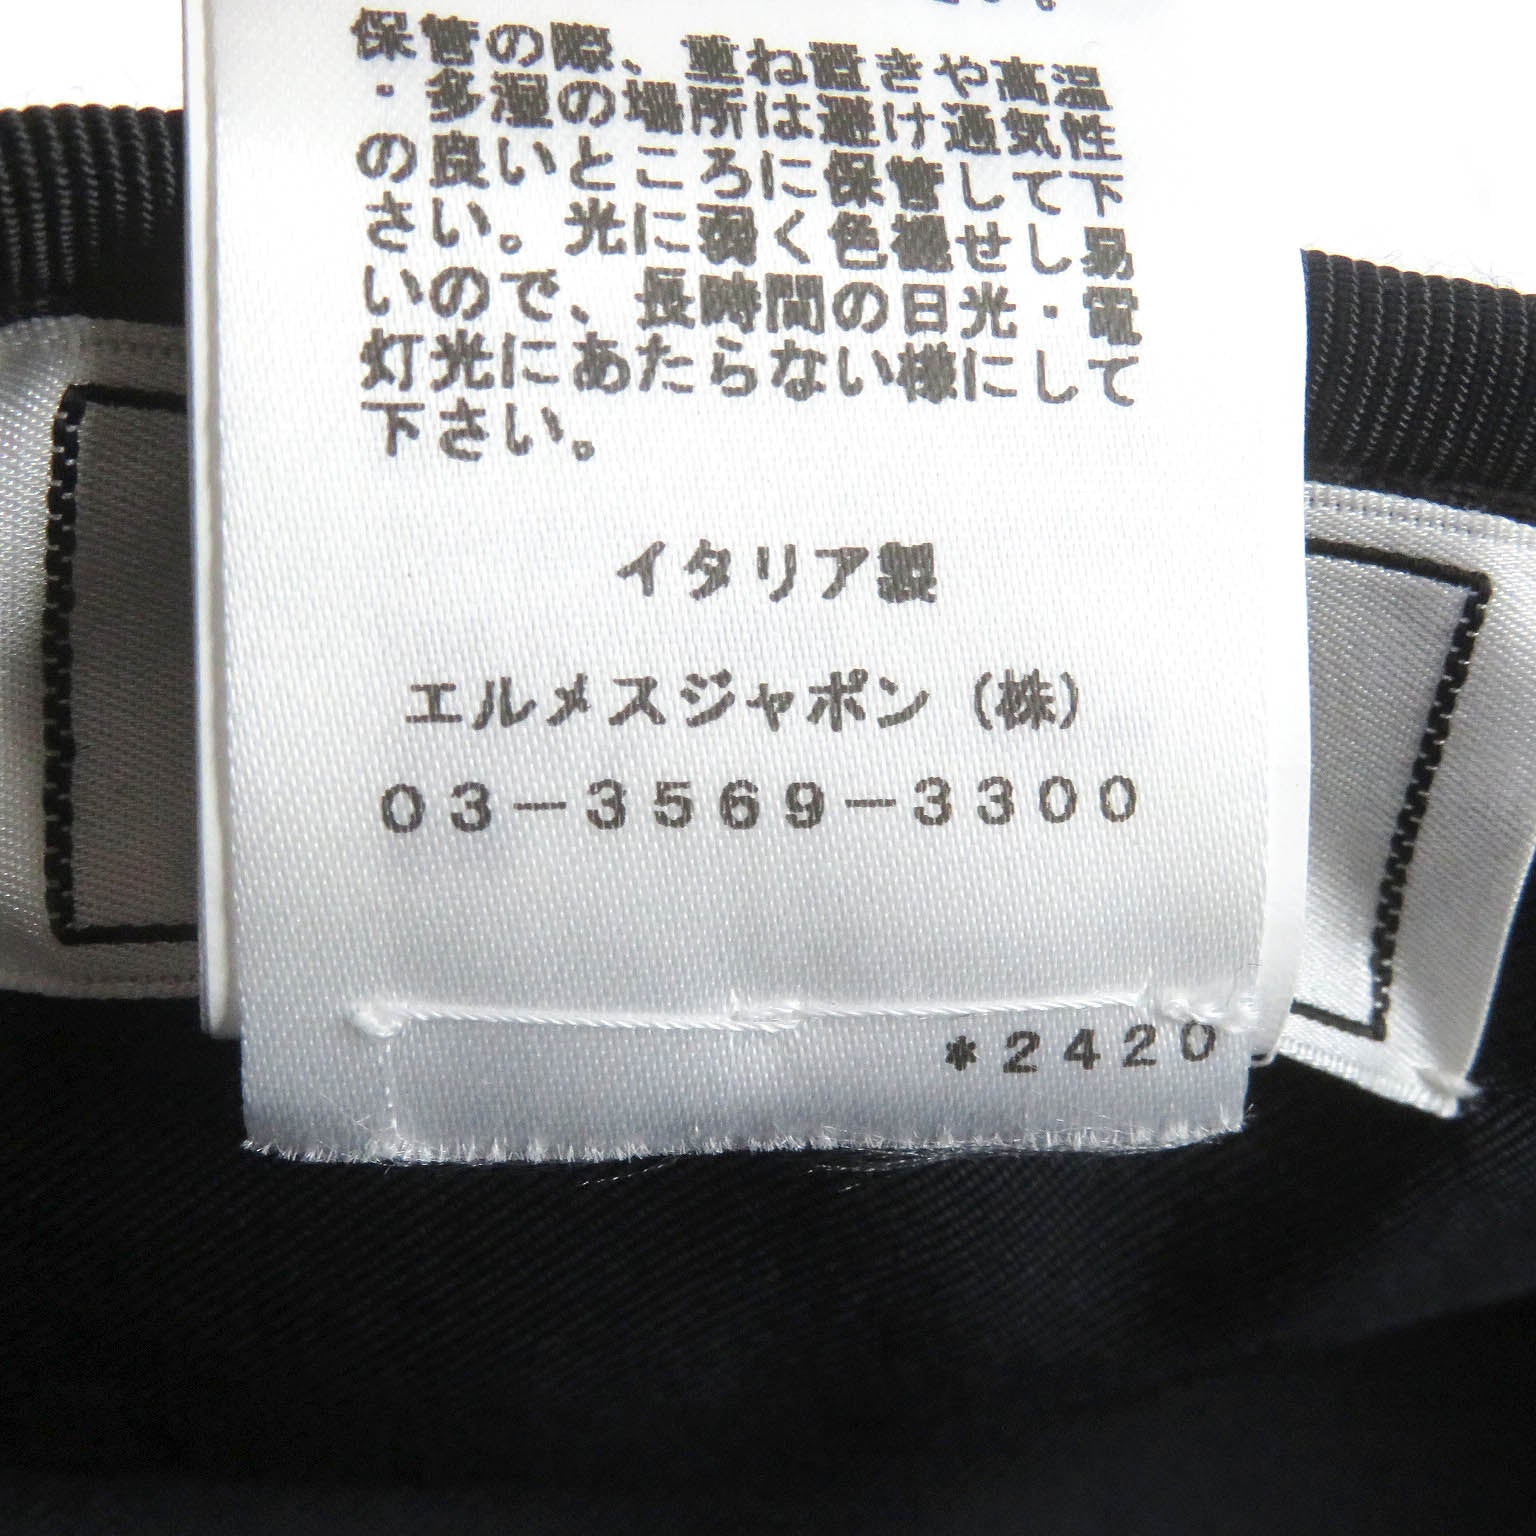 保管の際、重ね置きや高温
・多湿の場所は避け通気性
の良いところに保管して下
さい。光に弱く色褪せし易
いので、長時間の日光・電
灯光にあたらない様にして
下さい。
イタリア製
エルメスジャポン（株）
03-3569-3300
*2420